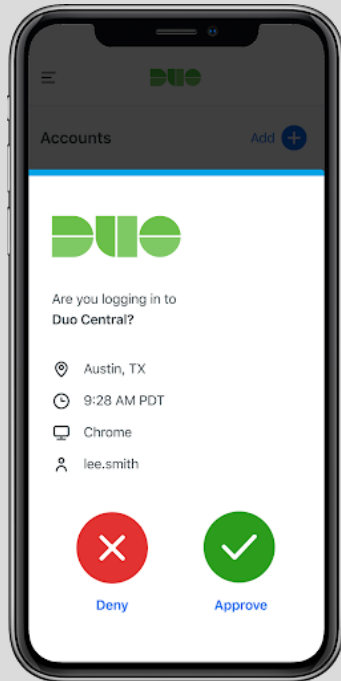 DUO
Accounts
Add
DUO
Are you logging in to
Duo Central?
Austin, TX
9:28 AM PDT
Chrome
lee.smith
Deny
Approve